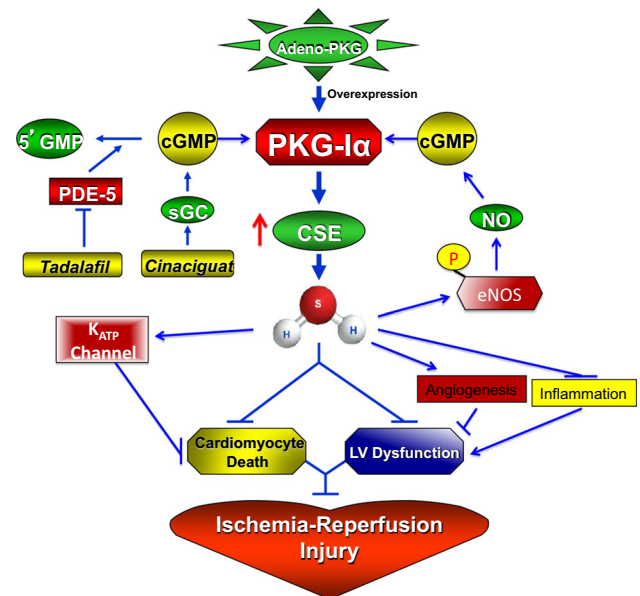 Adeno-PKG
Overexpression
5' GMP
cGMP
PKG-Iα
cGMP
PDE-5
sGC
CSE
NO
Tadalafil
Cinaciguat
P
eNOS
S
H
H
K_ATP
Channel
Angiogenesis
Inflammation
Cardiomyocyte
Death
LV Dysfunction
Ischemia-Reperfusion
Injury